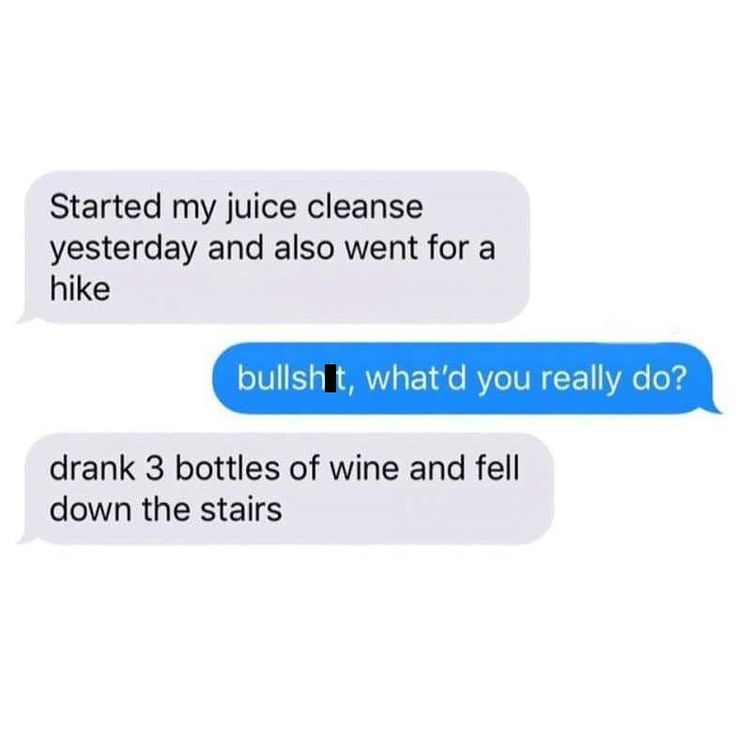 Started my juice cleanse
yesterday and also went for a
hike
bullsh▮t, what'd you really do?
drank 3 bottles of wine and fell
down the stairs